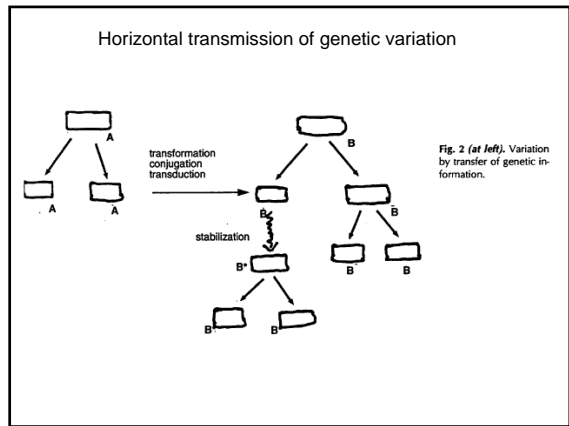 Horizontal transmission of genetic variation
A
B
transformation
conjugation
transduction
Fig. 2 (at left). Variation
by transfer of genetic in-
formation.
A
A
B
B
stabilization
B*
B
B
B
B